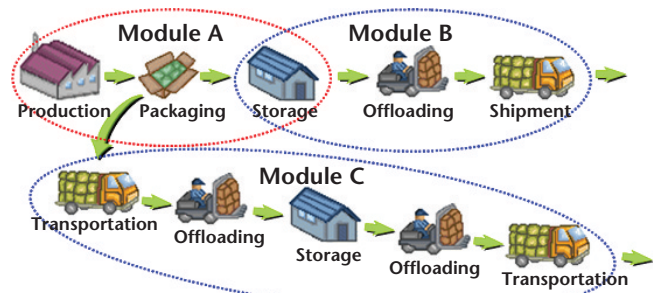 Module A
Module B
Production
Packaging
Storage
Offloading
Shipment
Module C
Transportation
Offloading
Storage
Offloading
Transportation